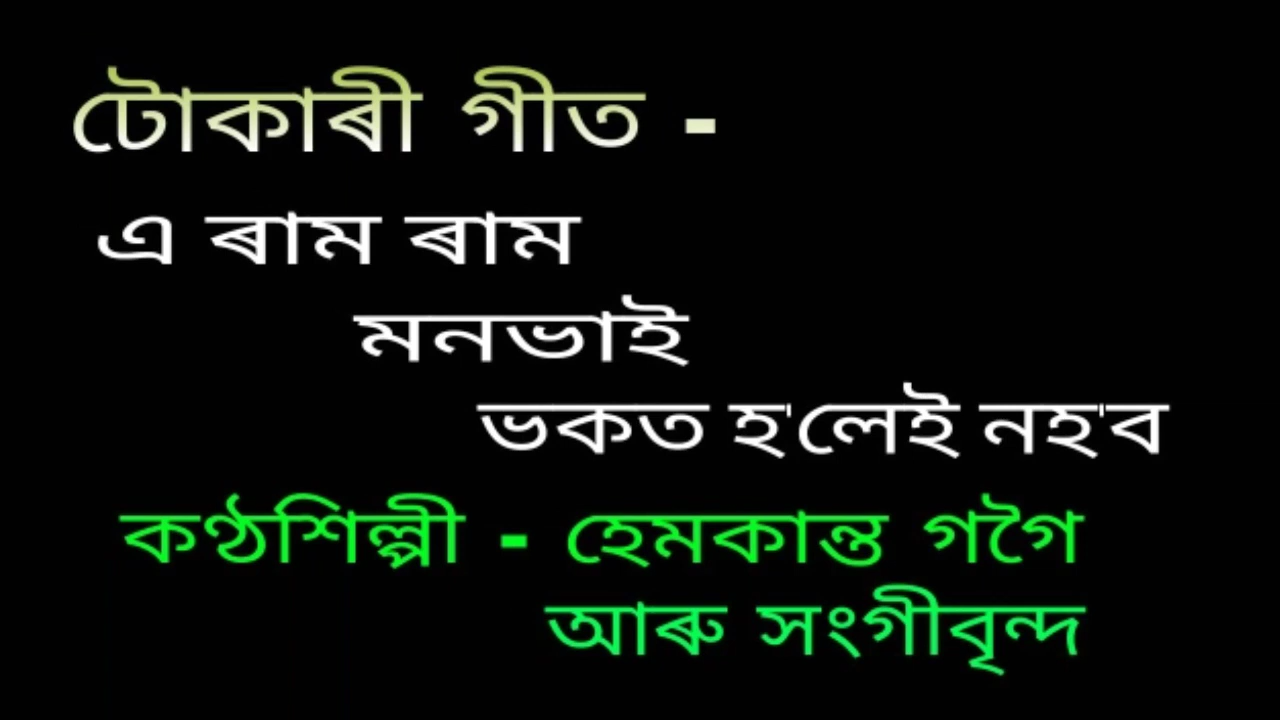 টোকাৰী গীত -
এ ৰাম ৰাম
মনভাই
ভকত হ'লেই নহ'ব
কণ্ঠশিল্পী - হেমকান্ত গগৈ
আৰু সংগীবৃন্দ